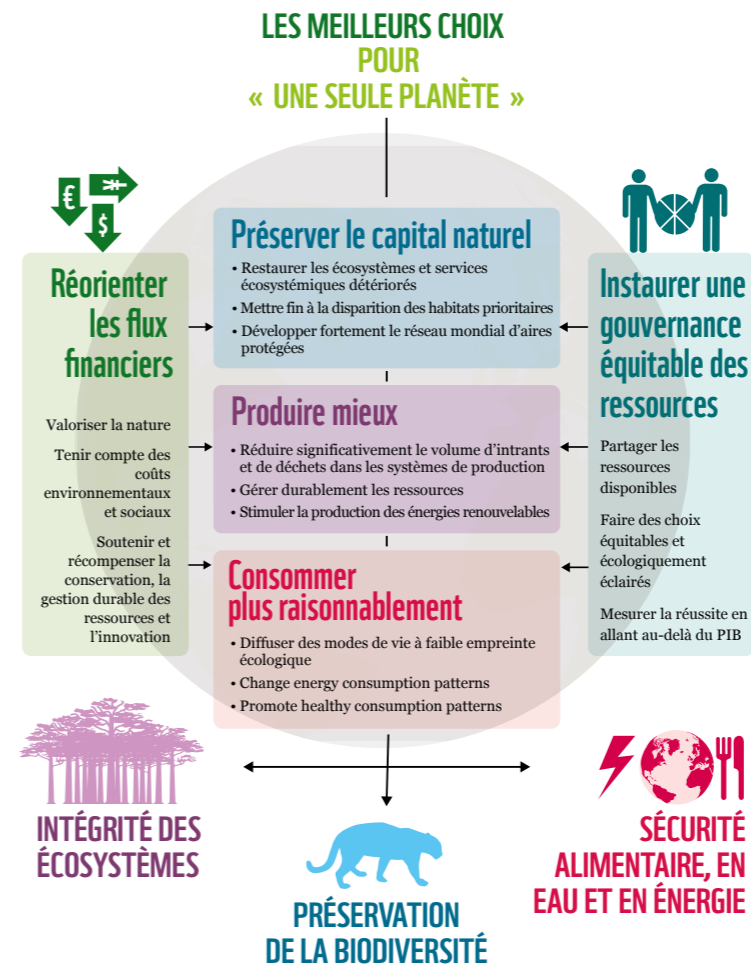 LES MEILLEURS CHOIX
POUR
« UNE SEULE PLANÈTE »
€
¥
$
Réorienter
les flux
financiers
Valoriser la nature
Tenir compte des
coûts
environnementaux
et sociaux
Soutenir et
récompenser la
conservation, la
gestion durable des
ressources et
l’innovation
Préserver le capital naturel
• Restaurer les écosystèmes et services
écosystémiques détériorés
• Mettre fin à la disparition des habitats prioritaires
• Développer fortement le réseau mondial d’aires
protégées
Produire mieux
• Réduire significativement le volume d’intrants
et de déchets dans les systèmes de production
• Gérer durablement les ressources
• Stimuler la production des énergies renouvelables
Consommer
plus raisonnablement
• Diffuser des modes de vie à faible empreinte
écologique
• Change energy consumption patterns
• Promote healthy consumption patterns
Instaurer une
gouvernance
équitable des
ressources
Partager les
ressources
disponibles
Faire des choix
équitables et
écologiquement
éclairés
Mesurer la réussite en
allant au-delà du PIB
INTÉGRITÉ DES
ÉCOSYSTÈMES
PRÉSERVATION
DE LA BIODIVERSITÉ
SÉCURITÉ
ALIMENTAIRE, EN
EAU ET EN ÉNERGIE